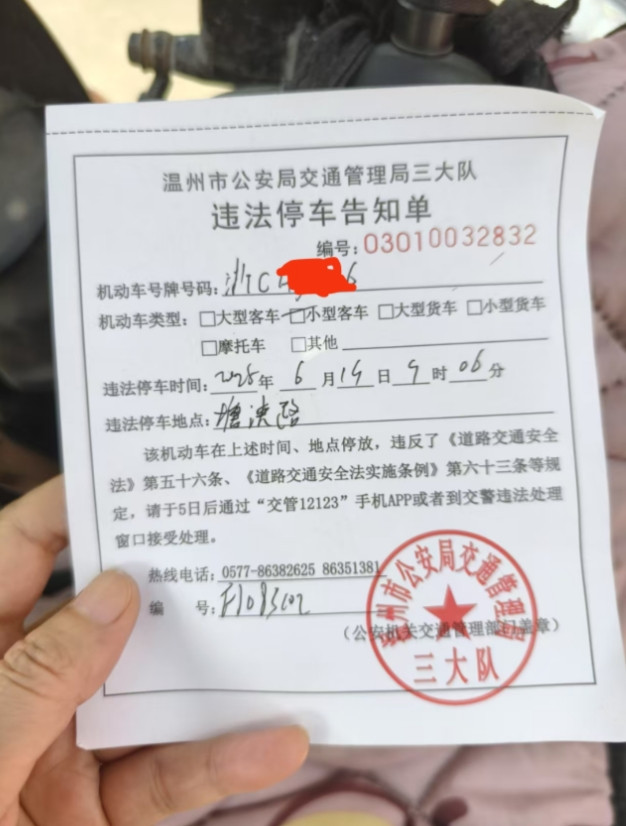 温州市公安局交通管理局三大队
违法停车告知单
编号:03010032832
机动车号牌号码:浙C 6
机动车类型:□大型客车 □小型客车 □大型货车 □小型货车
□摩托车 □其他
违法停车时间:2025年 6 月 19 日 9 时 06 分
违法停车地点:塘 路
该机动车在上述时间、地点停放,违反了《道路交通安全
法》第五十六条、《道路交通安全法实施条例》第六十三条等规
定,请于5日后通过“交管12123”手机APP或者到交警违法处理
窗口接受处理。
热线电话:0577-86382625 86351381
编 号:
(公安机关交通管理部门盖章)
温州市公安局交通管理局
三大队